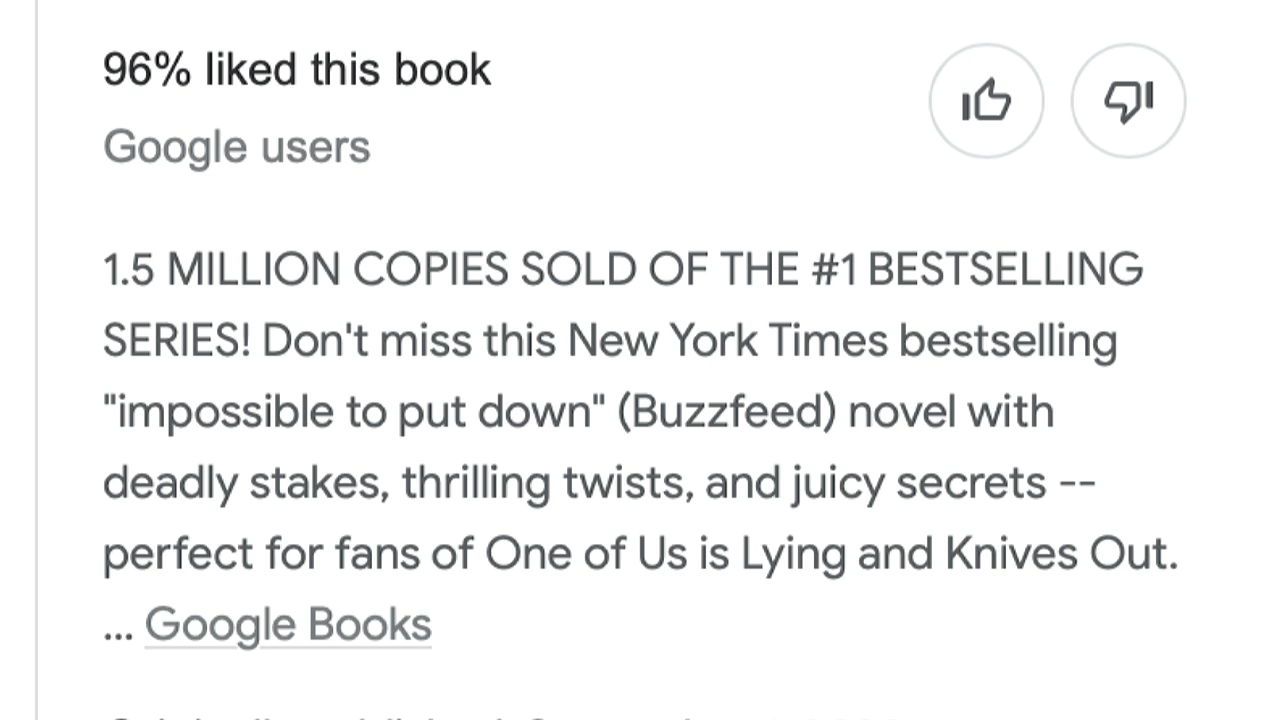 96% liked this book
Google users
1.5 MILLION COPIES SOLD OF THE #1 BESTSELLING
SERIES! Don't miss this New York Times bestselling
"impossible to put down" (Buzzfeed) novel with
deadly stakes, thrilling twists, and juicy secrets --
perfect for fans of One of Us is Lying and Knives Out.
... Google Books